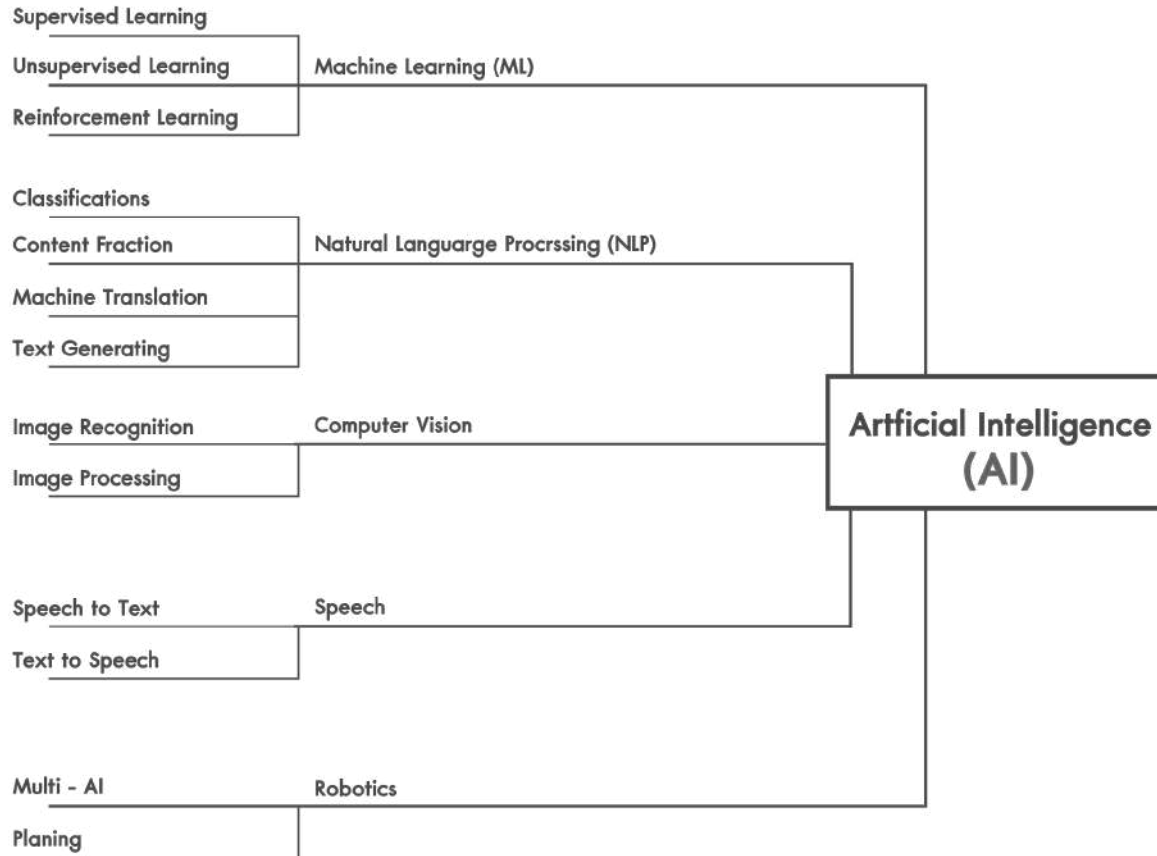 Supervised Learning
Unsupervised Learning
Machine Learning (ML)
Reinforcement Learning
Classifications
Content Fraction
Natural Languarge Procrssing (NLP)
Machine Translation
Text Generating
Image Recognition
Computer Vision
Image Processing
Artficial Intelligence
(AI)
Speech to Text
Speech
Text to Speech
Multi - AI
Robotics
Planing